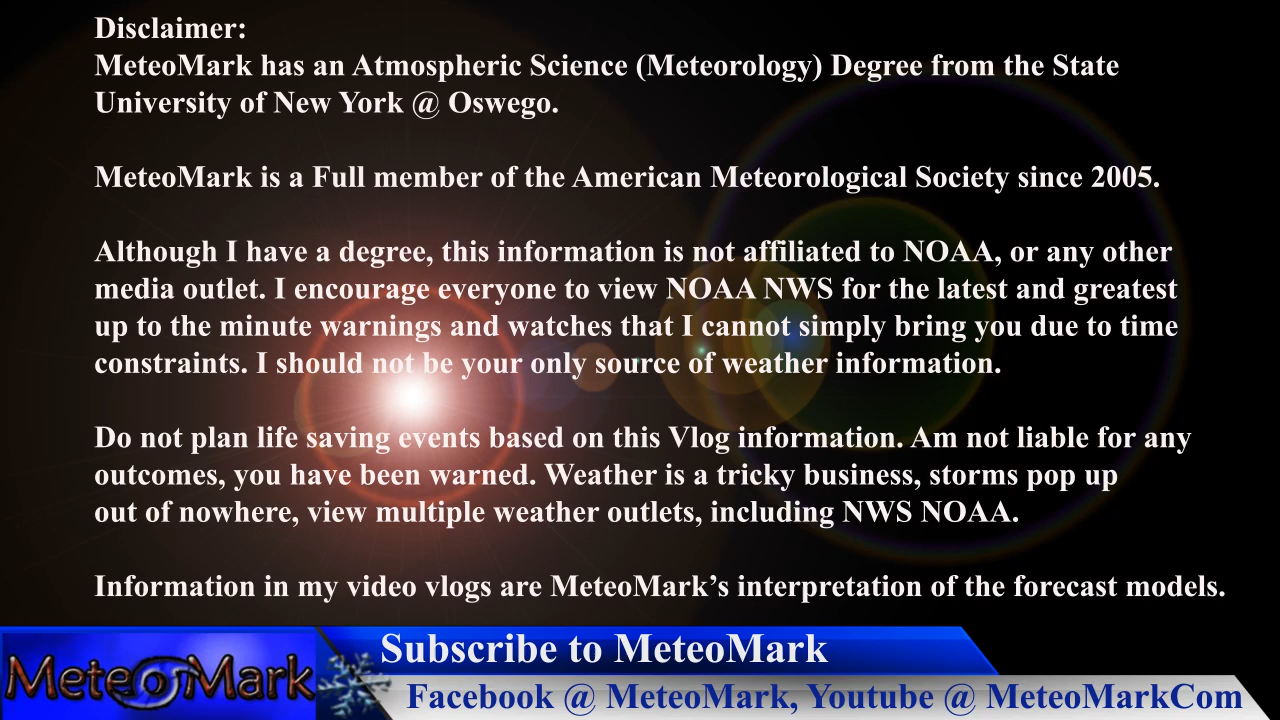 Disclaimer:
MeteoMark has an Atmospheric Science (Meteorology) Degree from the State
University of New York @ Oswego.
MeteoMark is a Full member of the American Meteorological Society since 2005.
Although I have a degree, this information is not affiliated to NOAA, or any other
media outlet. I encourage everyone to view NOAA NWS for the latest and greatest
up to the minute warnings and watches that I cannot simply bring you due to time
constraints. I should not be your only source of weather information.
Do not plan life saving events based on this Vlog information. Am not liable for any
outcomes, you have been warned. Weather is a tricky business, storms pop up
out of nowhere, view multiple weather outlets, including NWS NOAA.
Information in my video vlogs are MeteoMark’s interpretation of the forecast models.
Subscribe to MeteoMark
MeteoMark
Facebook @ MeteoMark, Youtube @ MeteoMarkCom